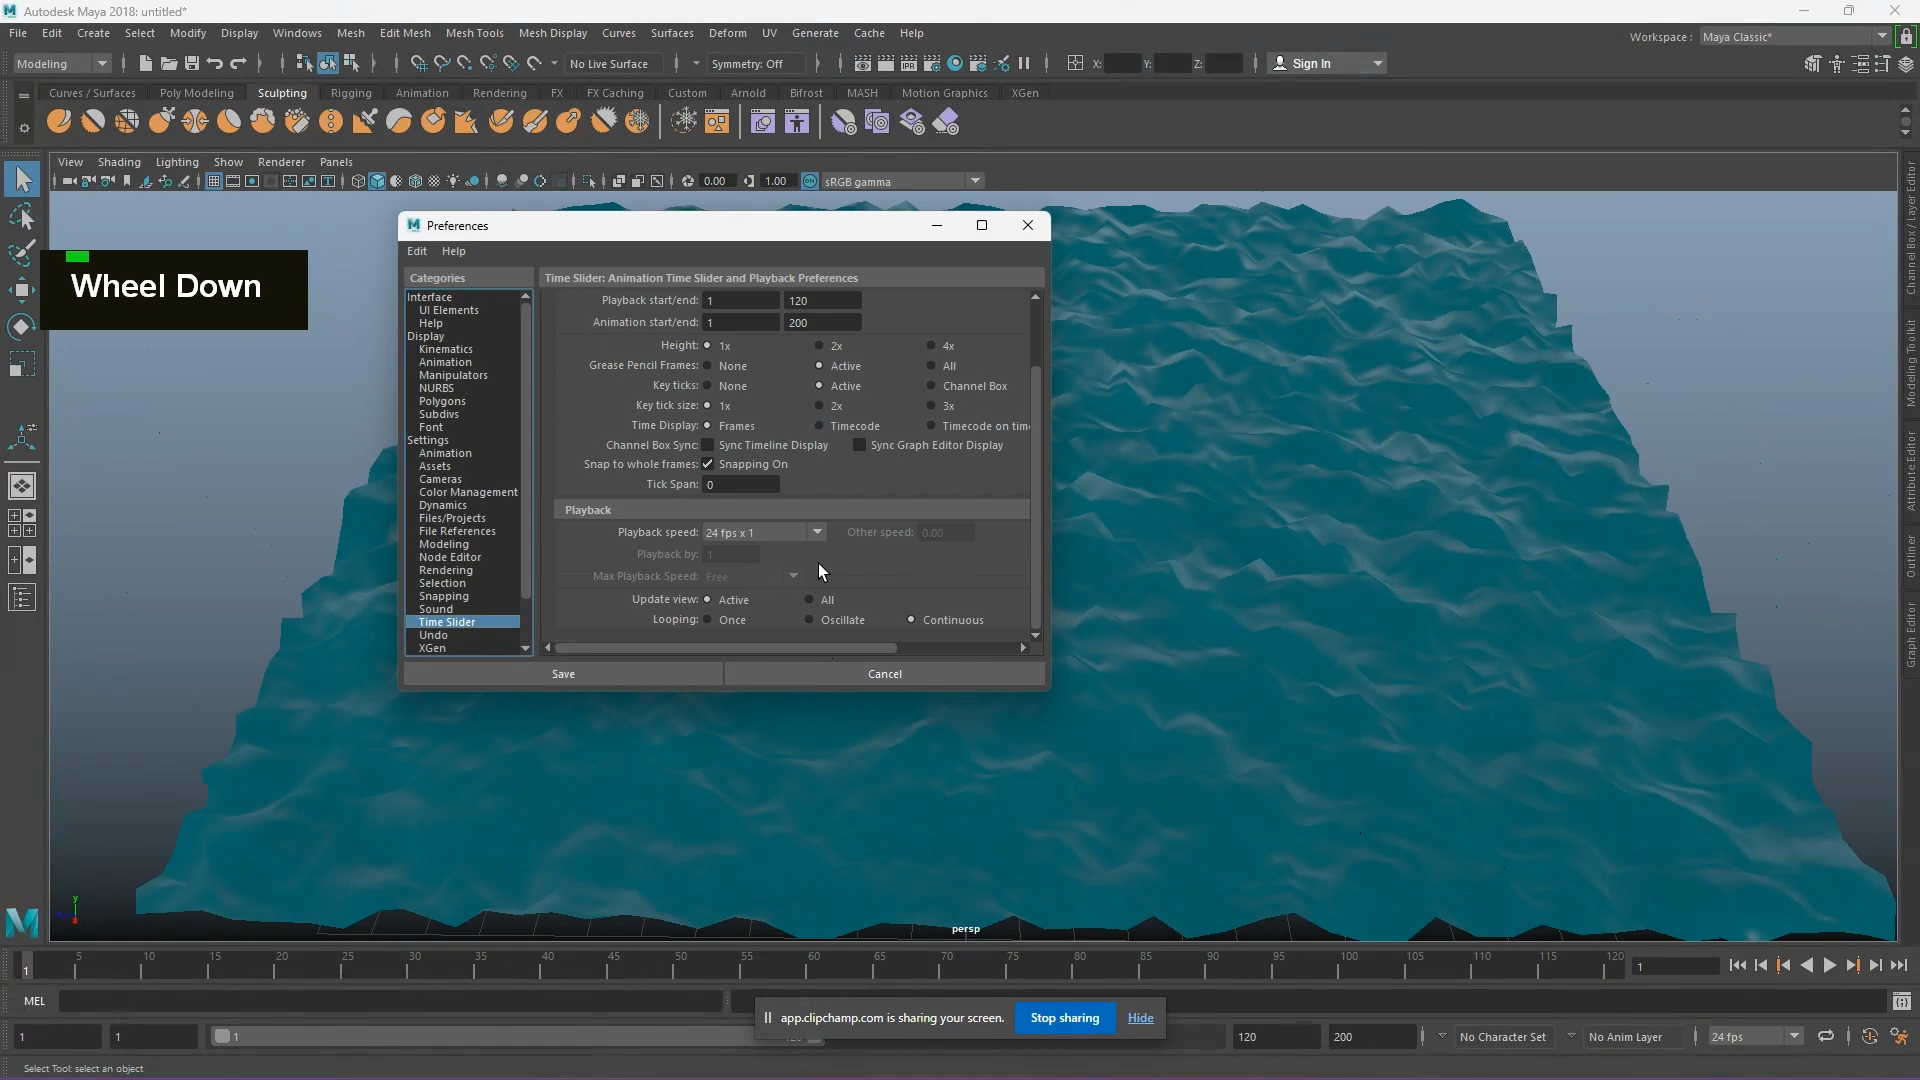 Autodesk Maya 2018: untitled*
File Edit Create Select Modify Display Windows Mesh Edit Mesh Mesh Tools Mesh Display Curves Surfaces Deform UV Generate Cache Help
Workspace : Maya Classic*
Modeling No Live Surface Symmetry: Off X: Y: Z: Sign In
Curves / Surfaces Poly Modeling Sculpting Rigging Animation Rendering FX FX Caching Custom Arnold Bifrost MASH Motion Graphics XGen
View Shading Lighting Show Renderer Panels
0.00 1.00 sRGB gamma
Wheel Down
Preferences
Edit Help
Categories
Interface
UI Elements
Help
Display
Kinematics
Animation
Manipulators
NURBS
Polygons
Subdivs
Font
Settings
Animation
Assets
Cameras
Color Management
Dynamics
Files/Projects
File References
Modeling
Node Editor
Rendering
Selection
Snapping
Sound
Time Slider
Undo
XGen
Time Slider: Animation Time Slider and Playback Preferences
Playback start/end: 1 120
Animation start/end: 1 200
Height: 1x 2x 4x
Grease Pencil Frames: None Active All
Key ticks: None Active Channel Box
Key tick size: 1x 2x 3x
Time Display: Frames Timecode Timecode on tim
Channel Box Sync: Sync Timeline Display Sync Graph Editor Display
Snap to whole frames: Snapping On
Tick Span: 0
Playback
Playback speed: 24 fps x 1 Other speed: 0.00
Playback by: 1
Max Playback Speed: Free
Update view: Active All
Looping: Once Oscillate Continuous
Save Cancel
Channel Box / Layer Editor
Modeling Toolkit
Attribute Editor
Outliner
Graph Editor
persp
1 5 10 15 20 25 30 35 40 45 50 55 60 65 70 75 80 85 90 95 100 105 110 115 120 1
MEL
app.clipchamp.com is sharing your screen. Stop sharing Hide
1 1 1 120 200 No Character Set No Anim Layer 24 fps
Select Tool: select an object